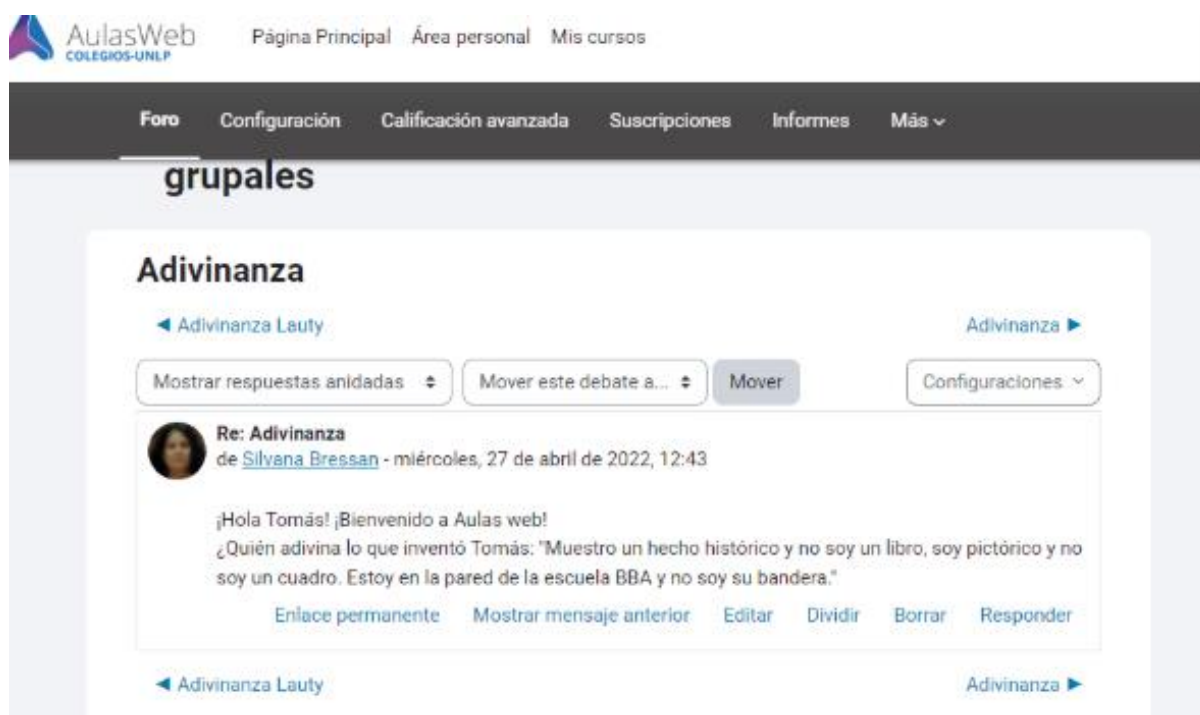 AulasWeb
COLEGIOS-UNLP
Página Principal Área personal Mis cursos
Foro Configuración Calificación avanzada Suscripciones Informes Más
grupales
Adivinanza
◄ Adivinanza Lauty Adivinanza ►
Mostrar respuestas anidadas Mover este debate a... Mover Configuraciones
Re: Adivinanza
de Silvana Bressan - miércoles, 27 de abril de 2022, 12:43
¡Hola Tomás! ¡Bienvenido a Aulas web!
¿Quién adivina lo que inventó Tomás: "Muestro un hecho histórico y no soy un libro, soy pictórico y no
soy un cuadro. Estoy en la pared de la escuela BBA y no soy su bandera."
Enlace permanente Mostrar mensaje anterior Editar Dividir Borrar Responder
◄ Adivinanza Lauty Adivinanza ►